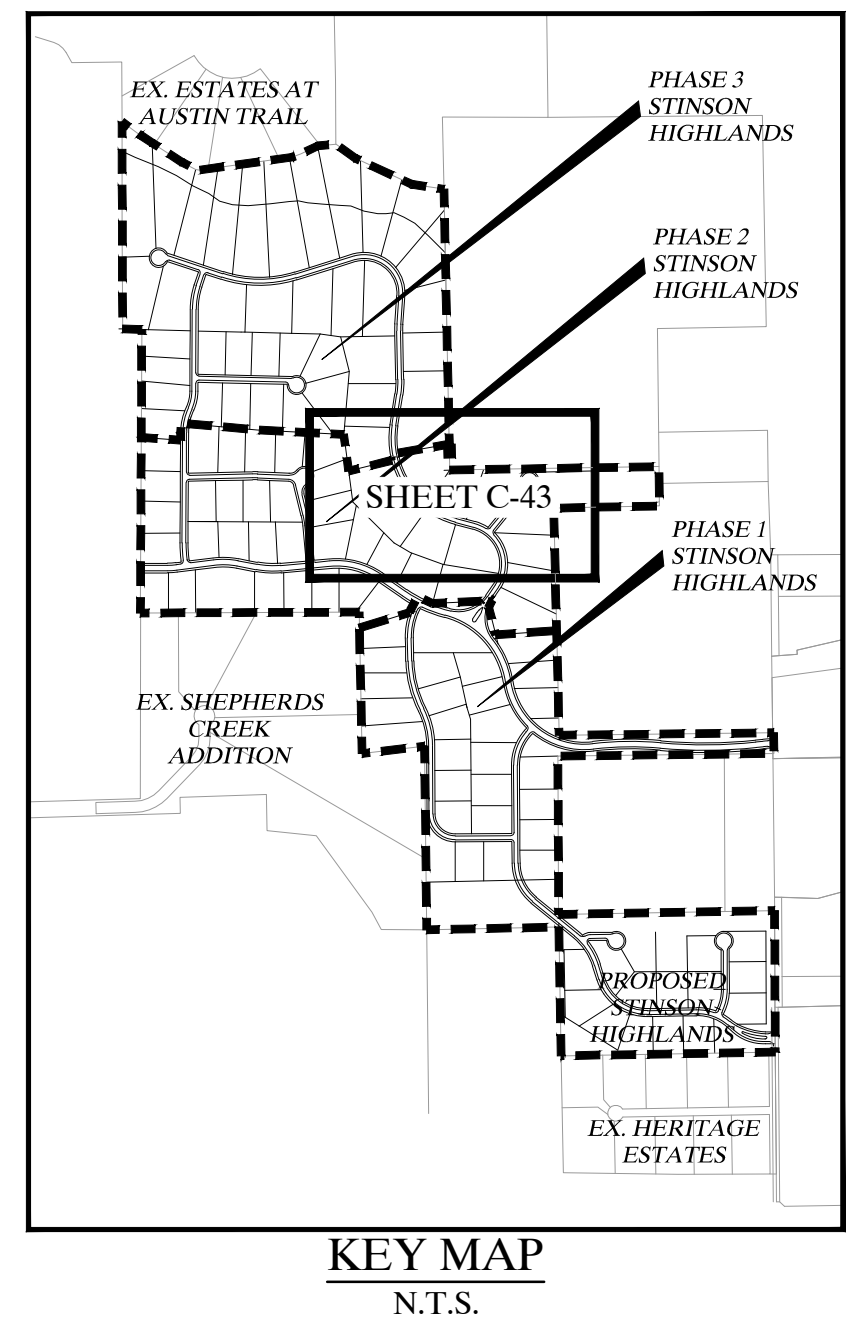 EX. ESTATES AT
AUSTIN TRAIL
PHASE 3
STINSON
HIGHLANDS
PHASE 2
STINSON
HIGHLANDS
SHEET C-43
PHASE 1
STINSON
HIGHLANDS
EX. SHEPHERDS
CREEK
ADDITION
PROPOSED
STINSON
HIGHLANDS
EX. HERITAGE
ESTATES
KEY MAP
N.T.S.